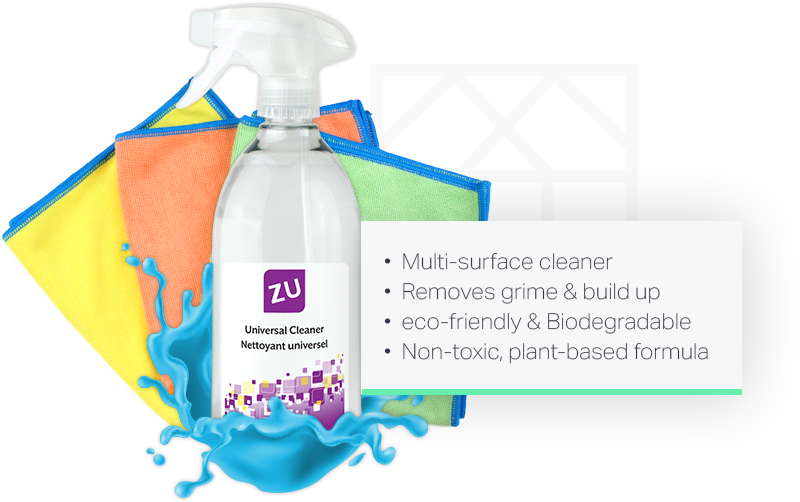 ZU
Universal Cleaner
Nettoyant universel
• Multi-surface cleaner
• Removes grime & build up
• eco-friendly & Biodegradable
• Non-toxic, plant-based formula